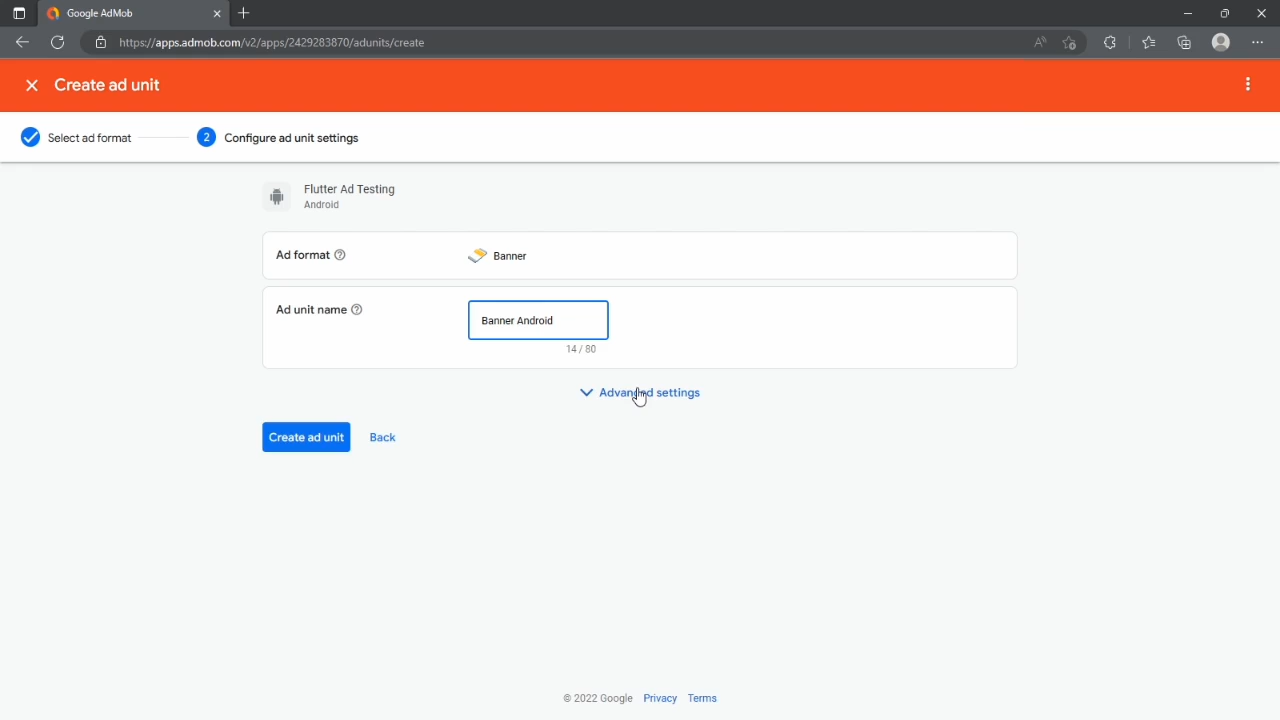 Google AdMob
https://apps.admob.com/v2/apps/2429283870/adunits/create
Create ad unit
Select ad format
2
Configure ad unit settings
Flutter Ad Testing
Android
Ad format
Banner
Ad unit name
Banner Android
14 / 80
Advanced settings
Create ad unit
Back
© 2022 Google Privacy Terms